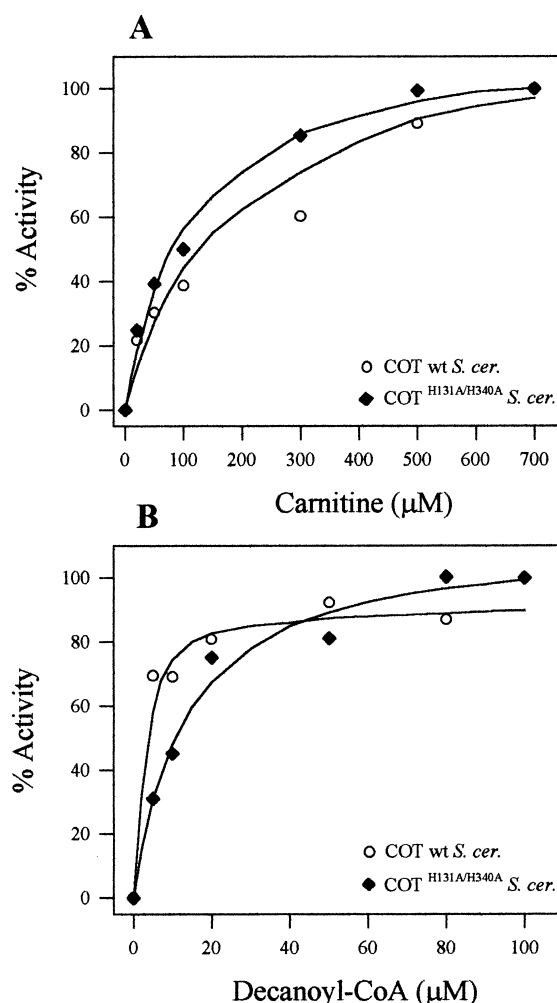 A
100
80
60
40
20
0
% Activity
COT wt S. cer.
COT H131A/H340A S. cer.
0 100 200 300 400 500 600 700
Carnitine (μM)
B
100
80
60
40
20
0
% Activity
COT wt S. cer.
COT H131A/H340A S. cer.
0 20 40 60 80 100
Decanoyl-CoA (μM)